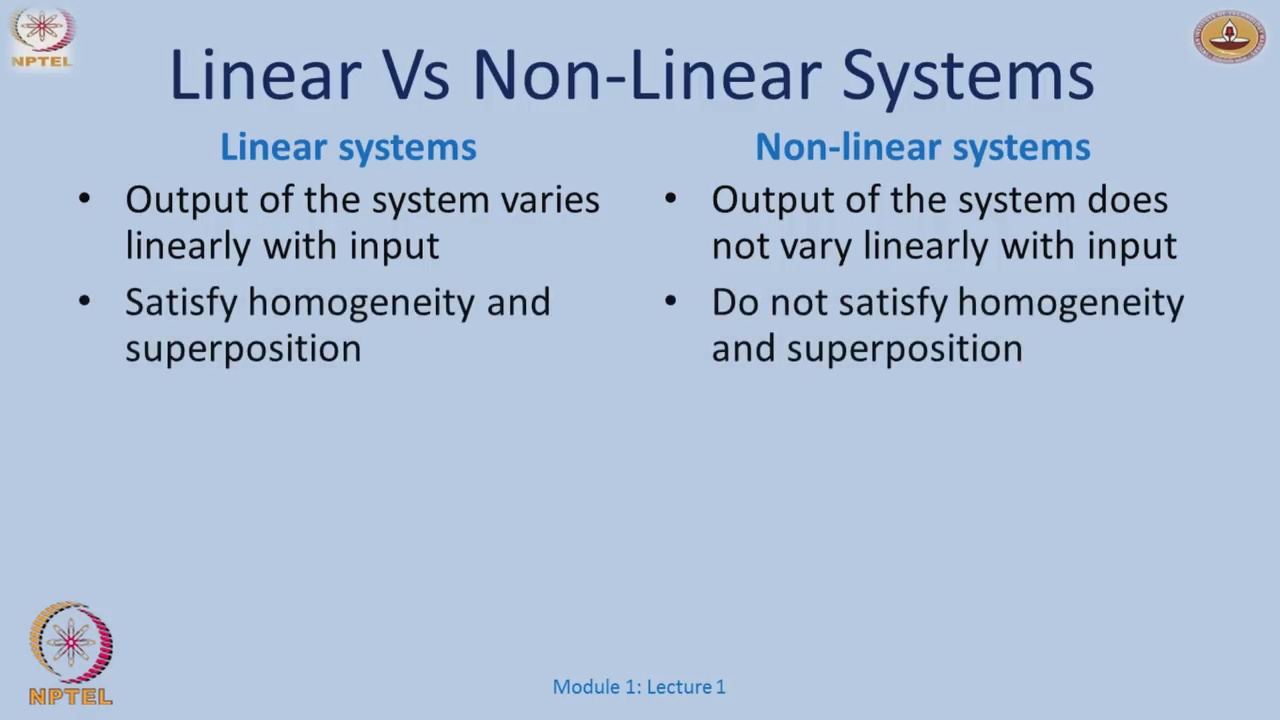 NPTEL
Linear Vs Non-Linear Systems
Linear systems
• Output of the system varies
linearly with input
• Satisfy homogeneity and
superposition
Non-linear systems
• Output of the system does
not vary linearly with input
• Do not satisfy homogeneity
and superposition
NPTEL
Module 1: Lecture 1